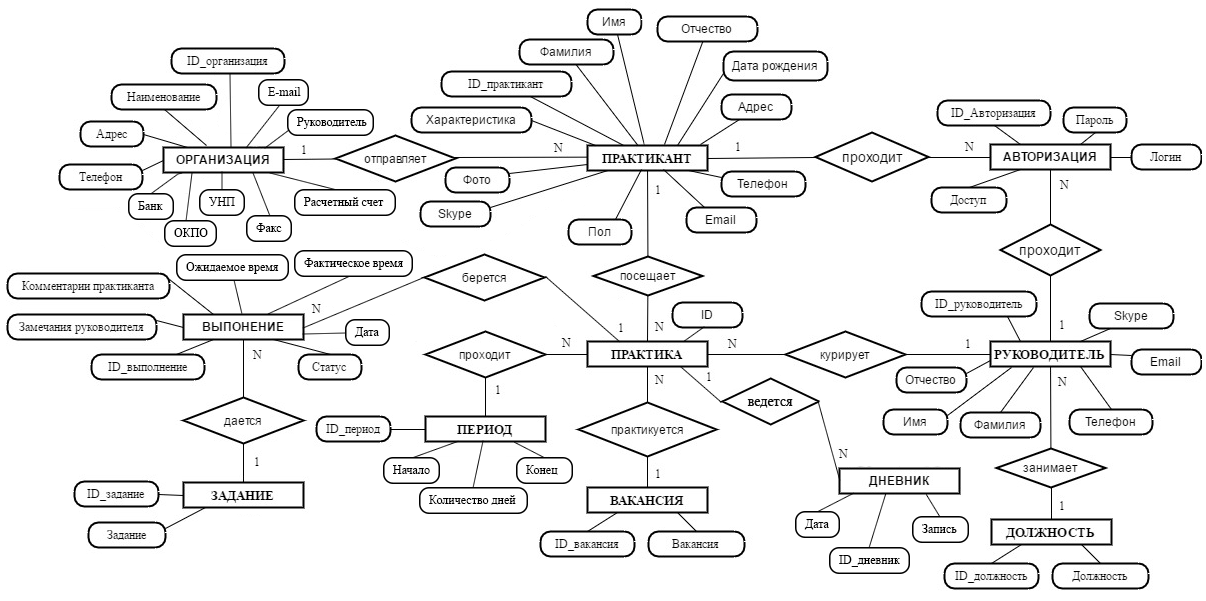 Имя
Отчество
Фамилия
ID_организация
Дата рождения
ID_практикант
E-mail
Наименование
Адрес
Характеристика
Руководитель
ID_Авторизация
Пароль
Адрес
ОРГАНИЗАЦИЯ
1
отправляет
N
ПРАКТИКАНТ
1
проходит
N
АВТОРИЗАЦИЯ
Логин
Телефон
Фото
Телефон
N
1
Банк
УНП
Расчетный счет
Skype
Email
Доступ
ОКПО
Факс
Пол
проходит
Ожидаемое время
Фактическое время
берется
посещает
Комментарии практиканта
ID_руководитель
Skype
N
ID
Замечания руководителя
ВЫПОНЕНИЕ
Дата
1
N
1
N
проходит
N
ПРАКТИКА
N
курирует
1
РУКОВОДИТЕЛЬ
Email
ID_выполнение
Статус
1
N
1
Отчество
N
дается
ID_период
ПЕРИОД
практикуется
ведется
Имя
Фамилия
Телефон
1
Начало
Конец
1
N
занимает
ID_задание
ЗАДАНИЕ
Количество дней
ВАКАНСИЯ
ДНЕВНИК
1
Задание
ID_вакансия
Вакансия
Дата
Запись
ДОЛЖНОСТЬ
ID_дневник
ID_должность
Должность